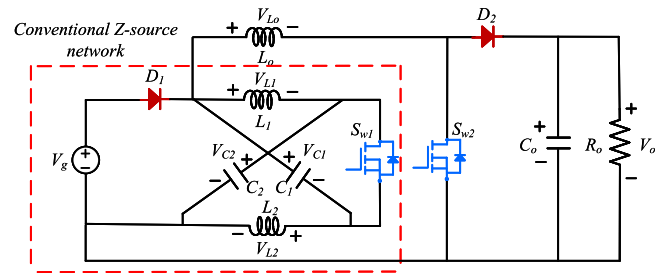 V_Lo
D_2
Conventional Z-source
network
L_o
D_1
V_L1
L_1
S_w1
S_w2
V_g
V_C2
V_C1
C_2
C_1
C_o
R_o
V_o
L_2
V_L2